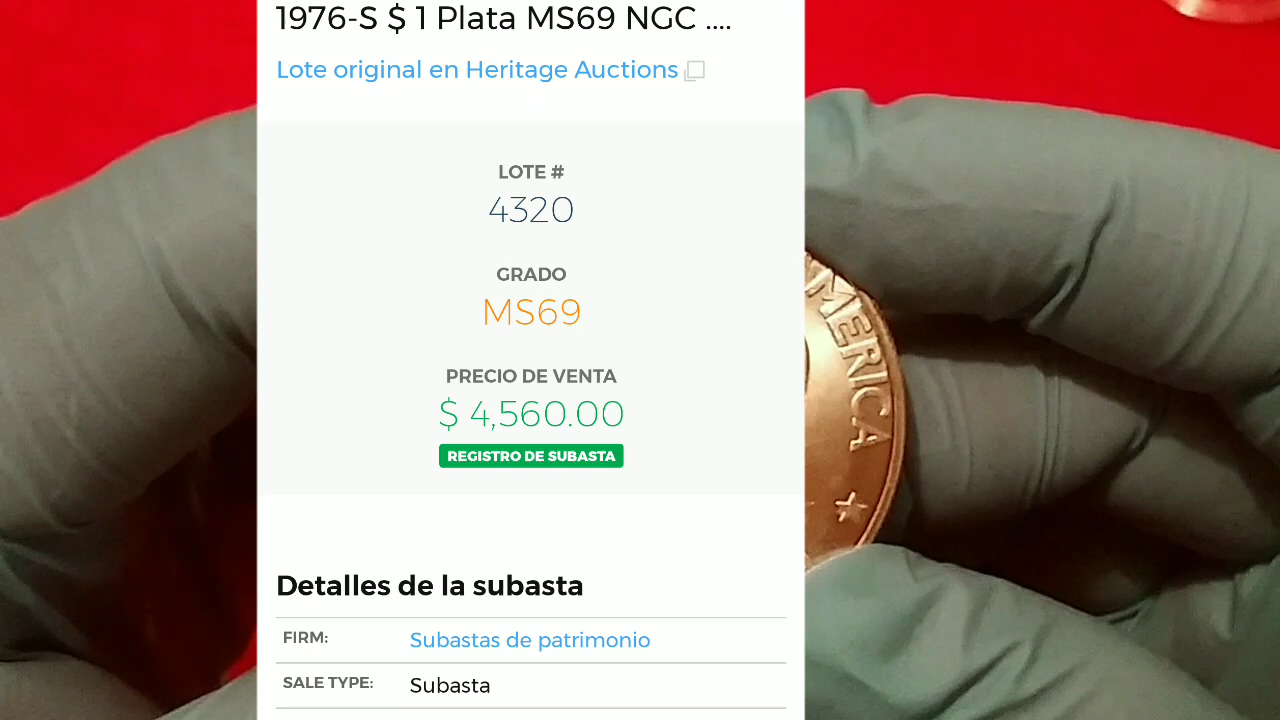 1976-S $ 1 Plata MS69 NGC ....
Lote original en Heritage Auctions
LOTE #
4320
GRADO
MS69
PRECIO DE VENTA
$ 4,560.00
REGISTRO DE SUBASTA
Detalles de la subasta
FIRM: Subastas de patrimonio
SALE TYPE: Subasta
AMERICA